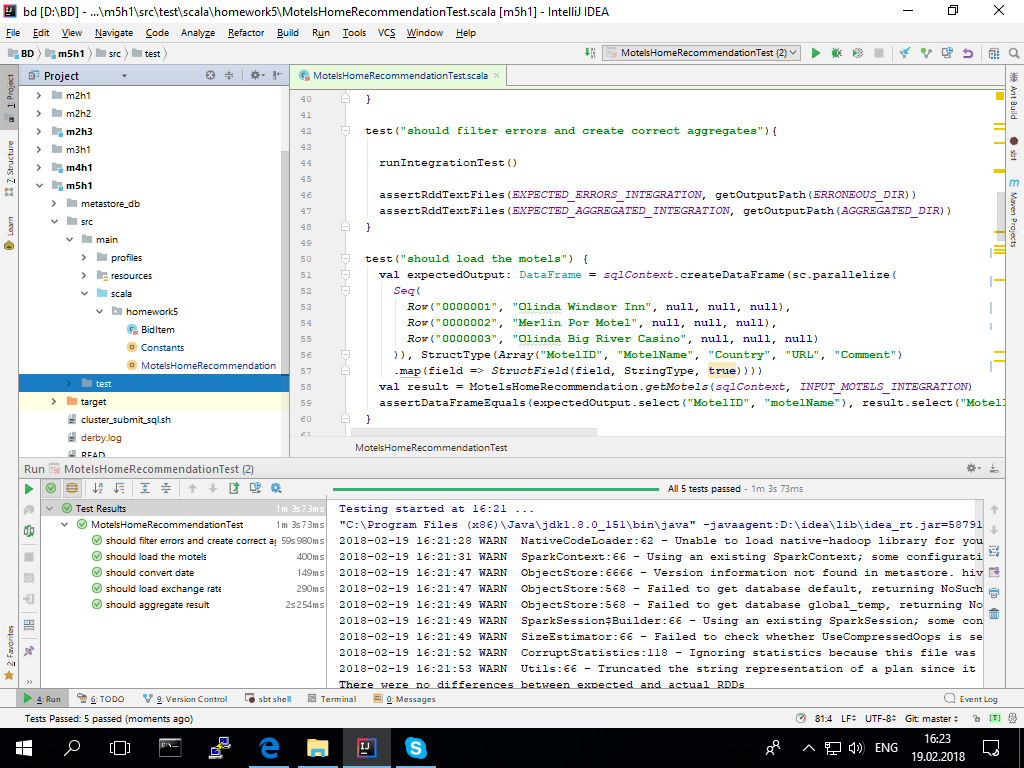 bd [D:\BD] - ...\m5h1\src\test\scala\homework5\MotelsHomeRecommendationTest.scala [m5h1] - IntelliJ IDEA
File Edit View Navigate Code Analyze Refactor Build Run Tools VCS Window Help
BD m5h1 src test
MotelsHomeRecommendationTest (2)
Project
MotelsHomeRecommendationTest.scala
1: Project
7: Structure
Learn
2: Favorites
Ant Build
sbt
Maven Projects
m2h1
m2h2
m2h3
m3h1
m4h1
m5h1
metastore_db
src
main
profiles
resources
scala
homework5
BidItem
Constants
MotelsHomeRecommendation
test
target
cluster_submit_sql.sh
derby.log
READ
40 }
41
42 test("should filter errors and create correct aggregates"){
43
44 runIntegrationTest()
45
46 assertRddTextFiles(EXPECTED_ERRORS_INTEGRATION, getOutputPath(ERRONEOUS_DIR))
47 assertRddTextFiles(EXPECTED_AGGREGATED_INTEGRATION, getOutputPath(AGGREGATED_DIR))
48 }
49
50 test("should load the motels") {
51 val expectedOutput: DataFrame = sqlContext.createDataFrame(sc.parallelize(
52 Seq(
53 Row("0000001", "Olinda Windsor Inn", null, null, null),
54 Row("0000002", "Merlin Por Motel", null, null, null),
55 Row("0000003", "Olinda Big River Casino", null, null, null)
56 )), StructType(Array("MotelID", "MotelName", "Country", "URL", "Comment")
57 .map(field => StructField(field, StringType, true))))
58 val result = MotelsHomeRecommendation.getMotels(sqlContext, INPUT_MOTELS_INTEGRATION)
59 assertDataFrameEquals(expectedOutput.select("MotelID", "motelName"), result.select("Motel
60 }
61
MotelsHomeRecommendationTest
Run MotelsHomeRecommendationTest (2)
All 5 tests passed - 1m 3s 73ms
Test Results 1m 3s73ms
MotelsHomeRecommendationTest 1m 3s73ms
should filter errors and create correct ag 59s980ms
should load the motels 400ms
should convert date 149ms
should load exchange rate 290ms
should aggregate result 2s254ms
Testing started at 16:21 ...
"C:\Program Files (x86)\Java\jdk1.8.0_151\bin\java" -javaagent:D:\idea\lib\idea_rt.jar=58791
2018-02-19 16:21:28 WARN NativeCodeLoader:62 - Unable to load native-hadoop library for you
2018-02-19 16:21:31 WARN SparkContext:66 - Using an existing SparkContext; some configurati
2018-02-19 16:21:47 WARN ObjectStore:6666 - Version information not found in metastore. hiv
2018-02-19 16:21:47 WARN ObjectStore:568 - Failed to get database default, returning NoSuch
2018-02-19 16:21:49 WARN ObjectStore:568 - Failed to get database global_temp, returning No
2018-02-19 16:21:49 WARN SparkSession$Builder:66 - Using an existing SparkSession; some con
2018-02-19 16:21:49 WARN SizeEstimator:66 - Failed to check whether UseCompressedOops is se
2018-02-19 16:21:52 WARN CorruptStatistics:118 - Ignoring statistics because this file was
2018-02-19 16:21:53 WARN Utils:66 - Truncated the string representation of a plan since it
There were no differences between expected and actual RDDs
4: Run 6: TODO 9: Version Control sbt shell Terminal 0: Messages Event Log
Tests Passed: 5 passed (moments ago) 81:4 LF UTF-8 Git: master
ENG
16:23
19.02.2018